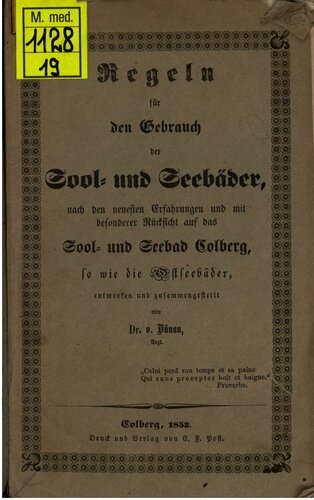 M. med.
1128
19
Regeln
für
den Gebrauch
der
Sool- und Seebäder,
nach den neuesten Erfahrungen und mit
besonderer Rücksicht auf das
Sool- und Seebad Colberg,
so wie die Ostseebäder,
entworfen und zusammengestellt
von
Dr. v. Bünau,
Arzt.
„Celui perd son temps et sa paine
Qui sans preceptes boit et baigne.“
Proverbe.
Colberg, 1852.
Druck und Verlag von C. F. Post.